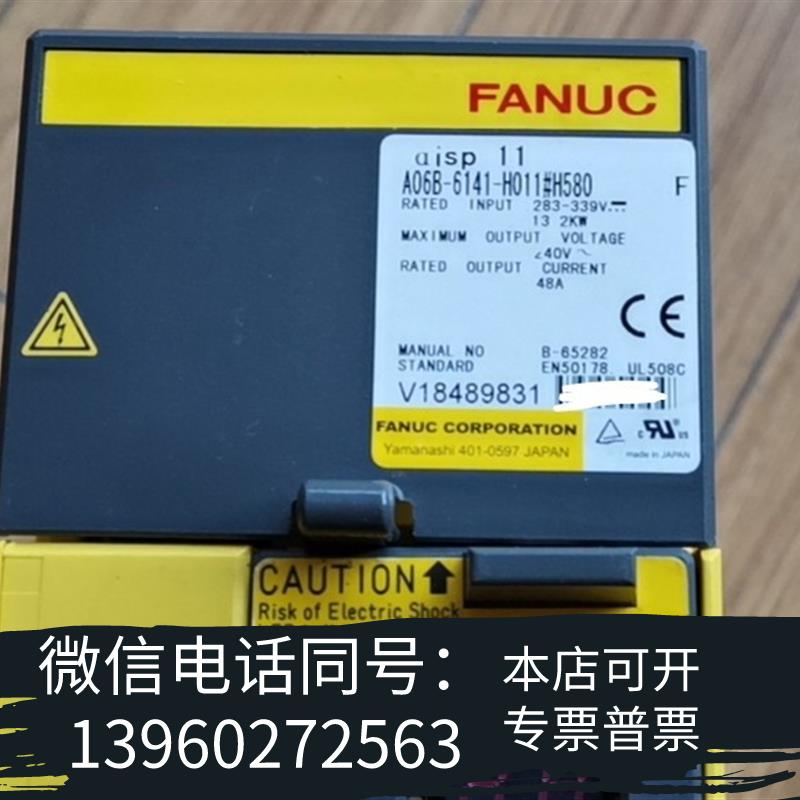 FANUC
αisp 11
A06B-6141-H011#H580
F
RATED INPUT 283-339V⎓
13 2KW
MAXIMUM OUTPUT VOLTAGE
240V ~
RATED OUTPUT CURRENT
48A
CE
MANUAL NO B-65282
STANDARD EN50178. UL508C
V18489831
FANUC CORPORATION
Yamanashi 401-0597 JAPAN
c RU us
made in JAPAN
CAUTION
Risk of Electric Shock
微信电话同号：
13960272563
本店可开
专票普票